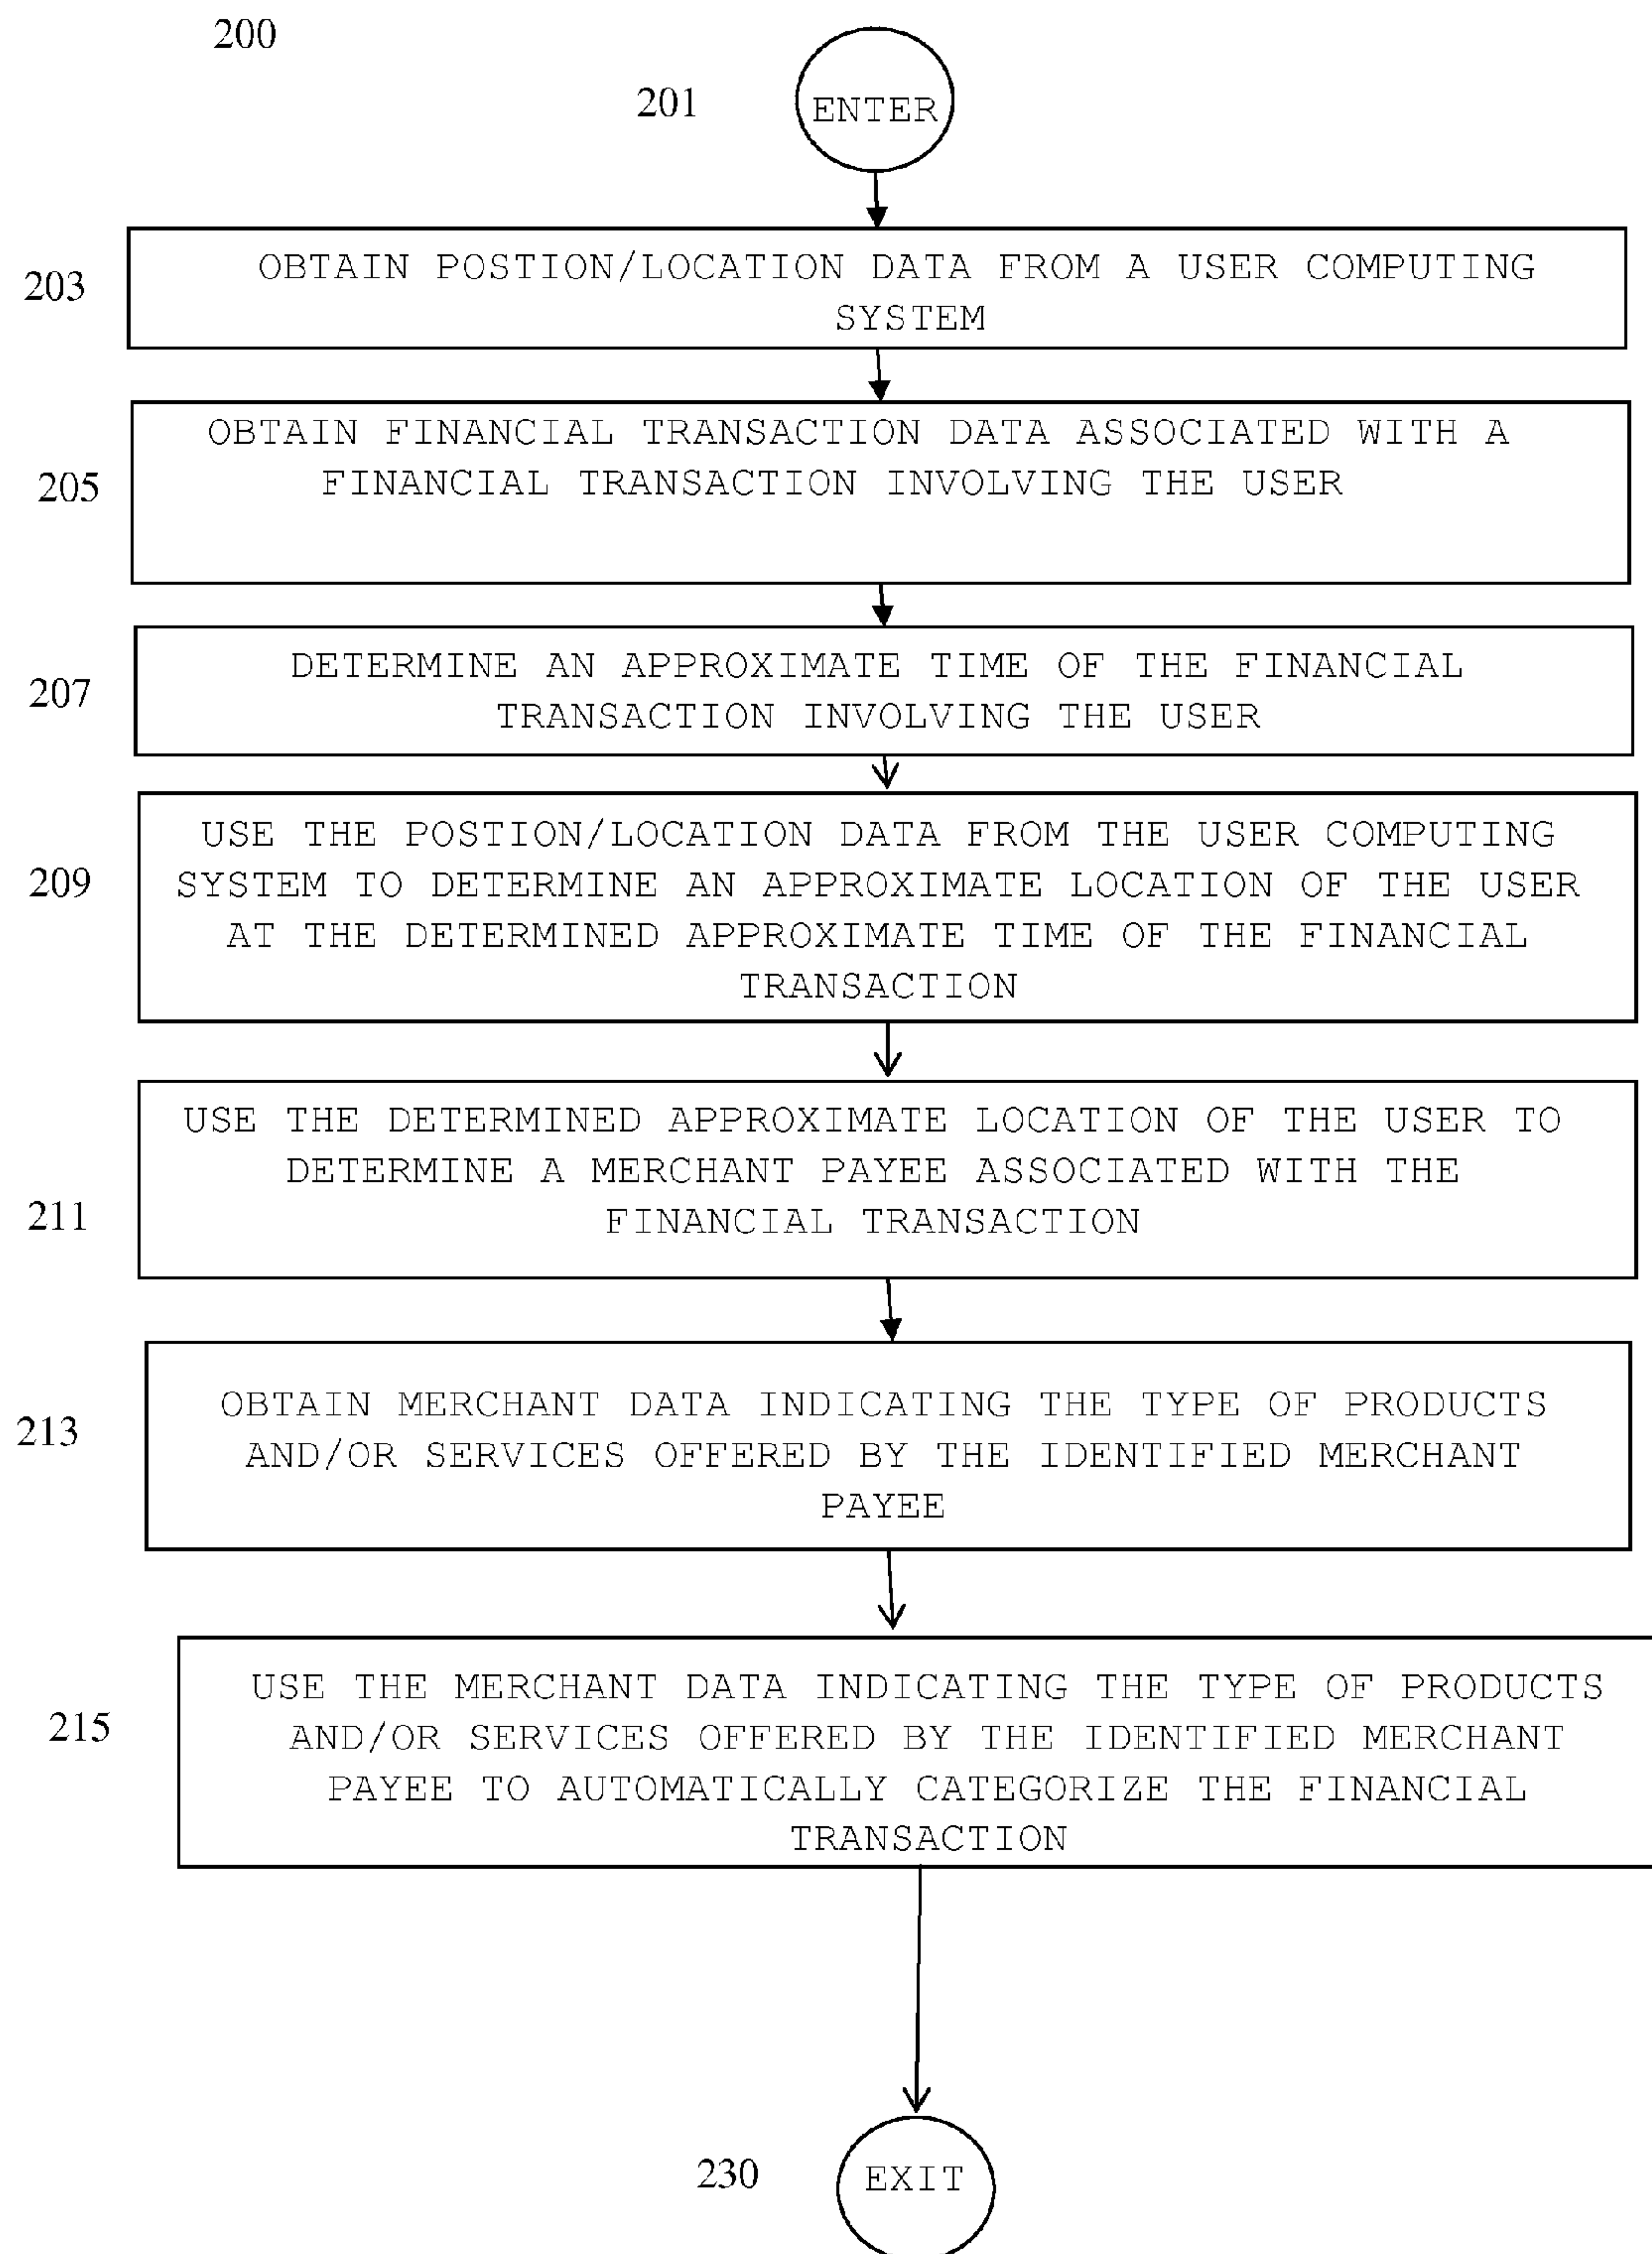 200
201
ENTER
203
OBTAIN POSTION/LOCATION DATA FROM A USER COMPUTING
SYSTEM
205
OBTAIN FINANCIAL TRANSACTION DATA ASSOCIATED WITH A
FINANCIAL TRANSACTION INVOLVING THE USER
207
DETERMINE AN APPROXIMATE TIME OF THE FINANCIAL
TRANSACTION INVOLVING THE USER
209
USE THE POSTION/LOCATION DATA FROM THE USER COMPUTING
SYSTEM TO DETERMINE AN APPROXIMATE LOCATION OF THE USER
AT THE DETERMINED APPROXIMATE TIME OF THE FINANCIAL
TRANSACTION
211
USE THE DETERMINED APPROXIMATE LOCATION OF THE USER TO
DETERMINE A MERCHANT PAYEE ASSOCIATED WITH THE
FINANCIAL TRANSACTION
213
OBTAIN MERCHANT DATA INDICATING THE TYPE OF PRODUCTS
AND/OR SERVICES OFFERED BY THE IDENTIFIED MERCHANT
PAYEE
215
USE THE MERCHANT DATA INDICATING THE TYPE OF PRODUCTS
AND/OR SERVICES OFFERED BY THE IDENTIFIED MERCHANT
PAYEE TO AUTOMATICALLY CATEGORIZE THE FINANCIAL
TRANSACTION
230
EXIT